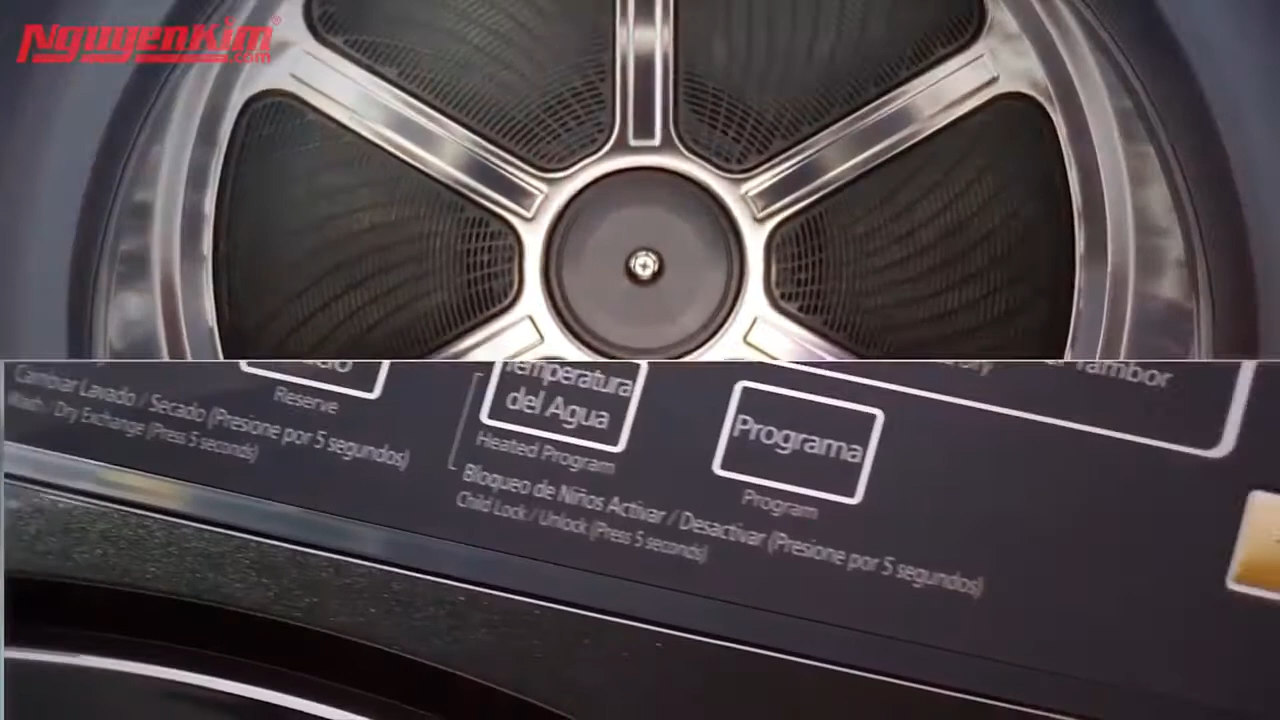 NguyenKim®
.com
Tambor
Reserve
Cambiar Lavado / Secado (Presione por 5 segundos)
Wash / Dry Exchange (Press 5 seconds)
Temperatura
del Agua
Heated Program
Bloqueo de Niños Activar / Desactivar (Presione por 5 segundos)
Child Lock / Unlock (Press 5 seconds)
Programa
Program